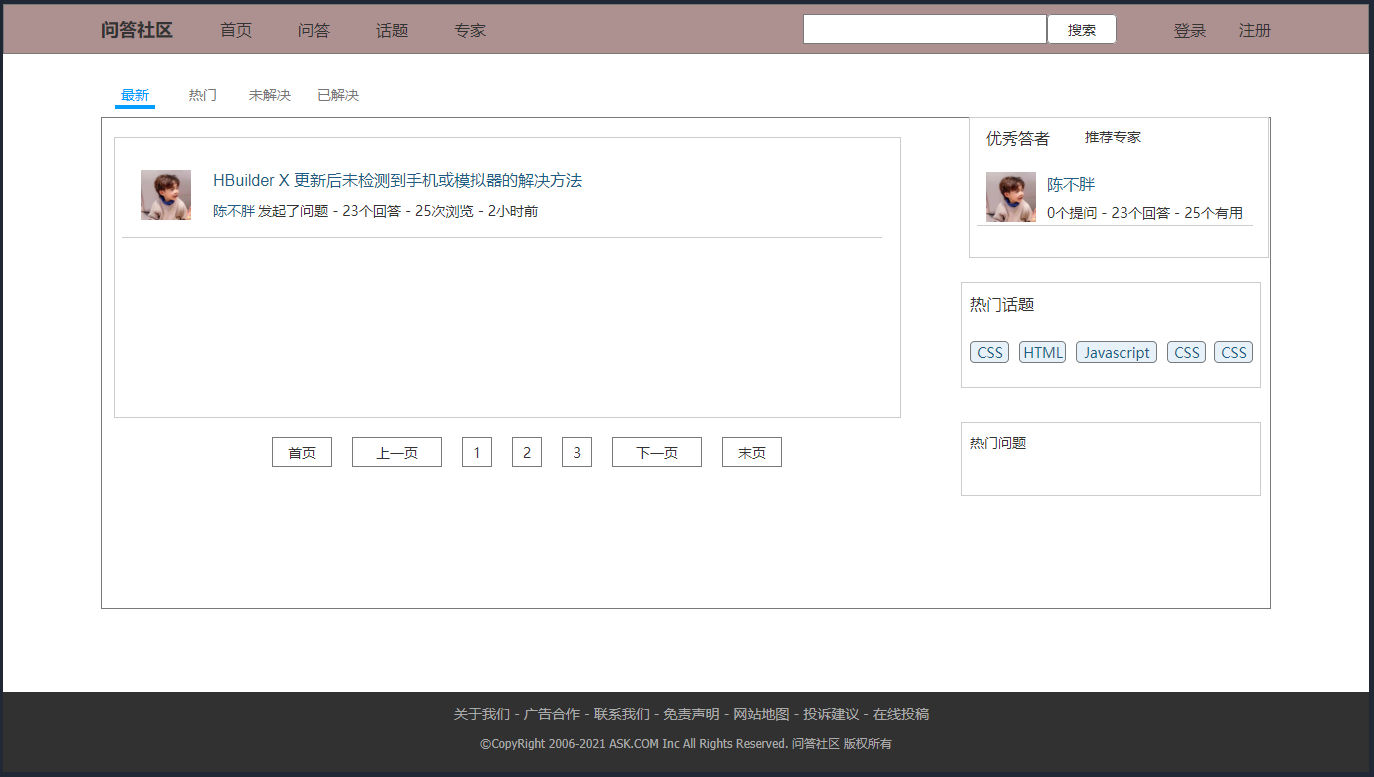 问答社区 首页 问答 话题 专家 搜索 登录 注册
最新 热门 未解决 已解决
HBuilder X 更新后未检测到手机或模拟器的解决方法
陈不胖 发起了问题 - 23个回答 - 25次浏览 - 2小时前
首页 上一页 1 2 3 下一页 末页
优秀答者 推荐专家
陈不胖
0个提问 - 23个回答 - 25个有用
热门话题
CSS HTML Javascript CSS CSS
热门问题
关于我们 - 广告合作 - 联系我们 - 免责声明 - 网站地图 - 投诉建议 - 在线投稿
©CopyRight 2006-2021 ASK.COM Inc All Rights Reserved. 问答社区 版权所有